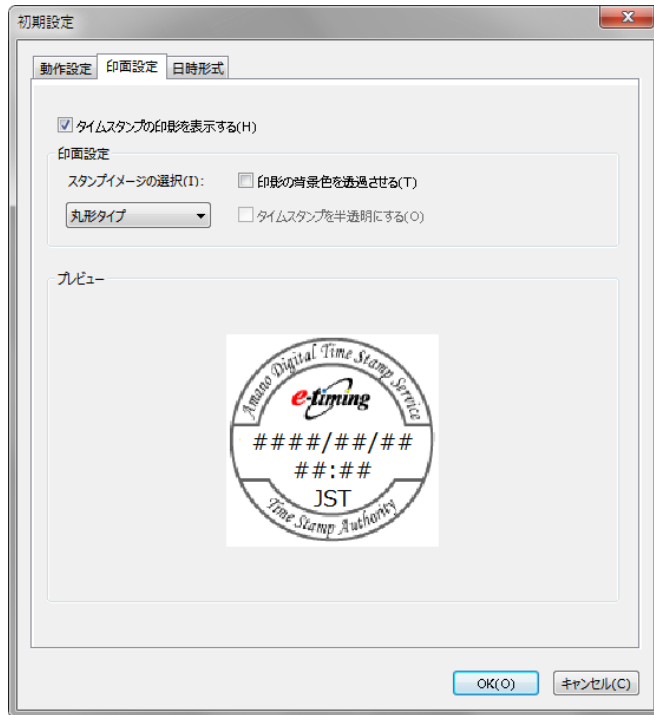 初期設定
動作設定 印面設定 日時形式
タイムスタンプの印影を表示する(H)
印面設定
スタンプイメージの選択(I): 印影の背景色を透過させる(T)
丸形タイプ タイムスタンプを半透明にする(O)
プレビュー
Amano Digital Time Stamp Service
e-timing
####/##/##
##:##
JST
Time Stamp Authority
OK(O) キャンセル(C)